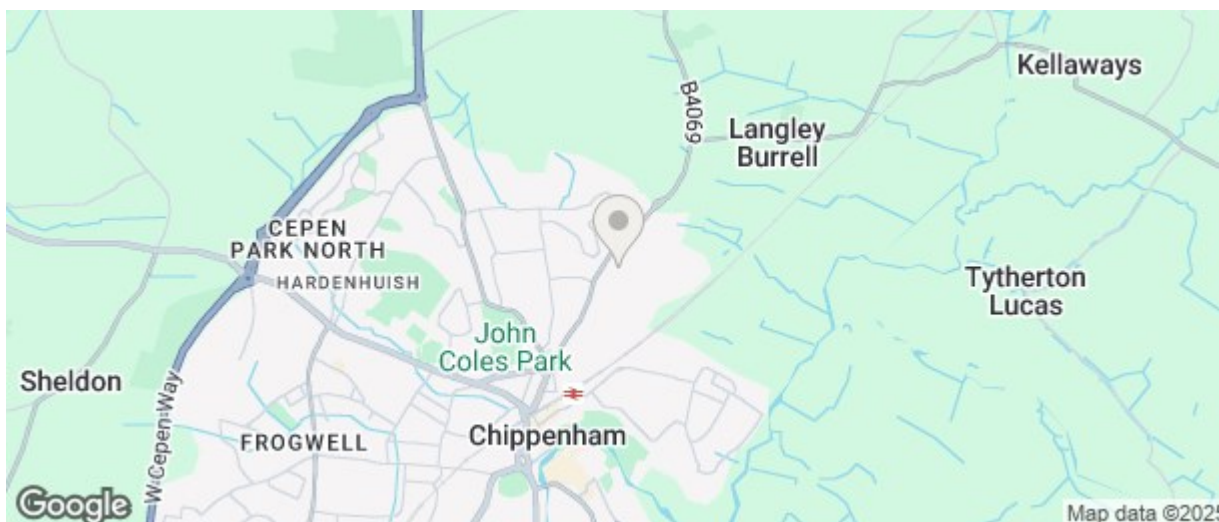 Kellaways
B4069
Langley
Burrell
CEPEN
PARK NORTH
HARDENHUISH
Tytherton
Lucas
John
Coles Park
Sheldon
W Cepen Way
FROGWELL
Chippenham
Google
Map data ©2025